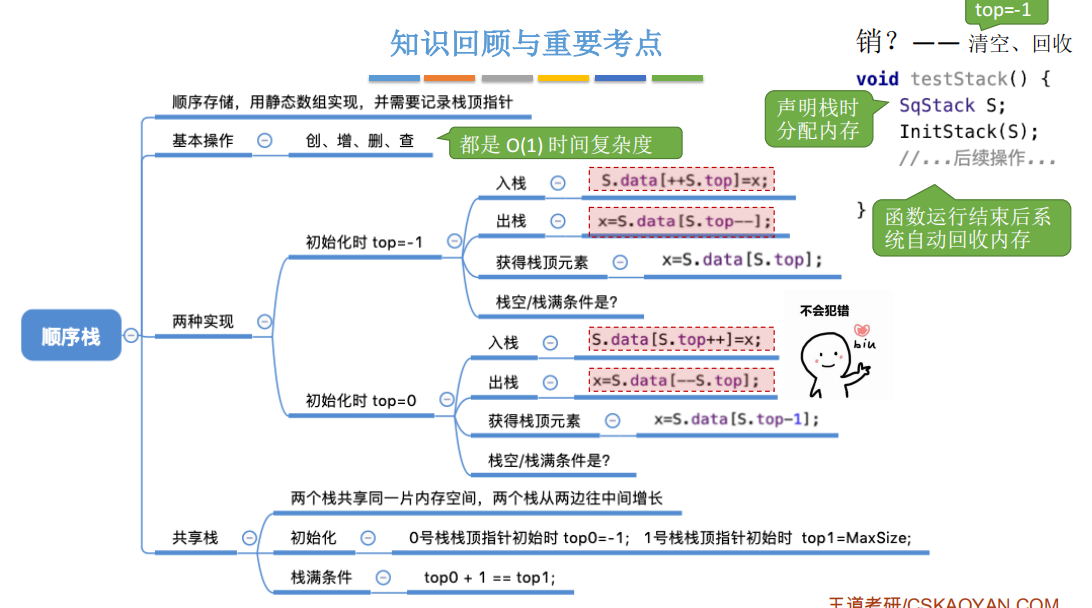 top=-1
知识回顾与重要考点
销？—— 清空、回收
void testStack() {
声明栈时
分配内存
SqStack S;
InitStack(S);
//...后续操作...
}
函数运行结束后系
统自动回收内存
顺序栈
顺序存储，用静态数组实现，并需要记录栈顶指针
基本操作
创、增、删、查
都是 O(1) 时间复杂度
两种实现
初始化时 top=-1
入栈
S.data[++S.top]=x;
出栈
x=S.data[S.top--];
获得栈顶元素
x=S.data[S.top];
栈空/栈满条件是?
初始化时 top=0
入栈
S.data[S.top++]=x;
出栈
x=S.data[--S.top];
获得栈顶元素
x=S.data[S.top-1];
栈空/栈满条件是?
不会犯错
biu
共享栈
两个栈共享同一片内存空间，两个栈从两边往中间增长
初始化
0号栈栈顶指针初始时 top0=-1； 1号栈栈顶指针初始时 top1=MaxSize;
栈满条件
top0 + 1 == top1;
王道考研/CSKAOYAN.COM